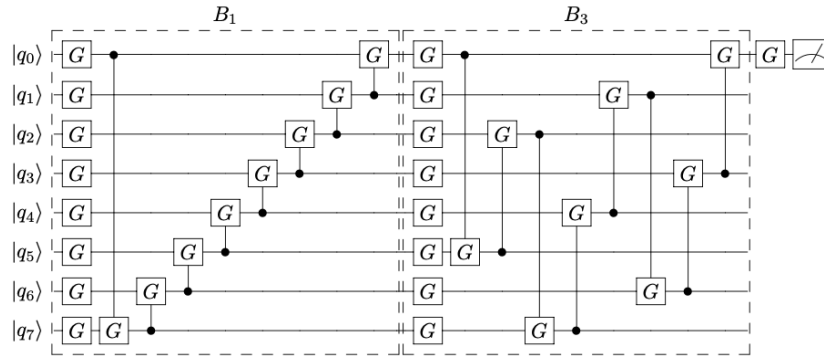 B₁ B₃
|q₀⟩ G G G G
|q₁⟩ G G G G
|q₂⟩ G G G G
|q₃⟩ G G G G
|q₄⟩ G G G G
|q₅⟩ G G G G
|q₆⟩ G G G G
|q₇⟩ G G G G